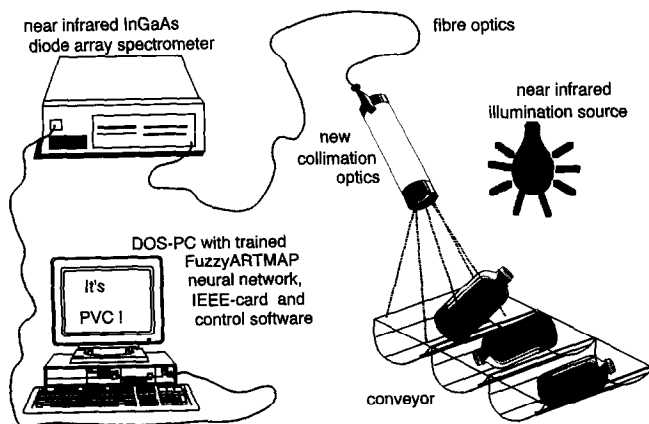 near infrared InGaAs
diode array spectrometer
fibre optics
near infrared
illumination source
new
collimation
optics
DOS-PC with trained
FuzzyARTMAP
neural network,
IEEE-card and
control software
It's
PVC !
conveyor